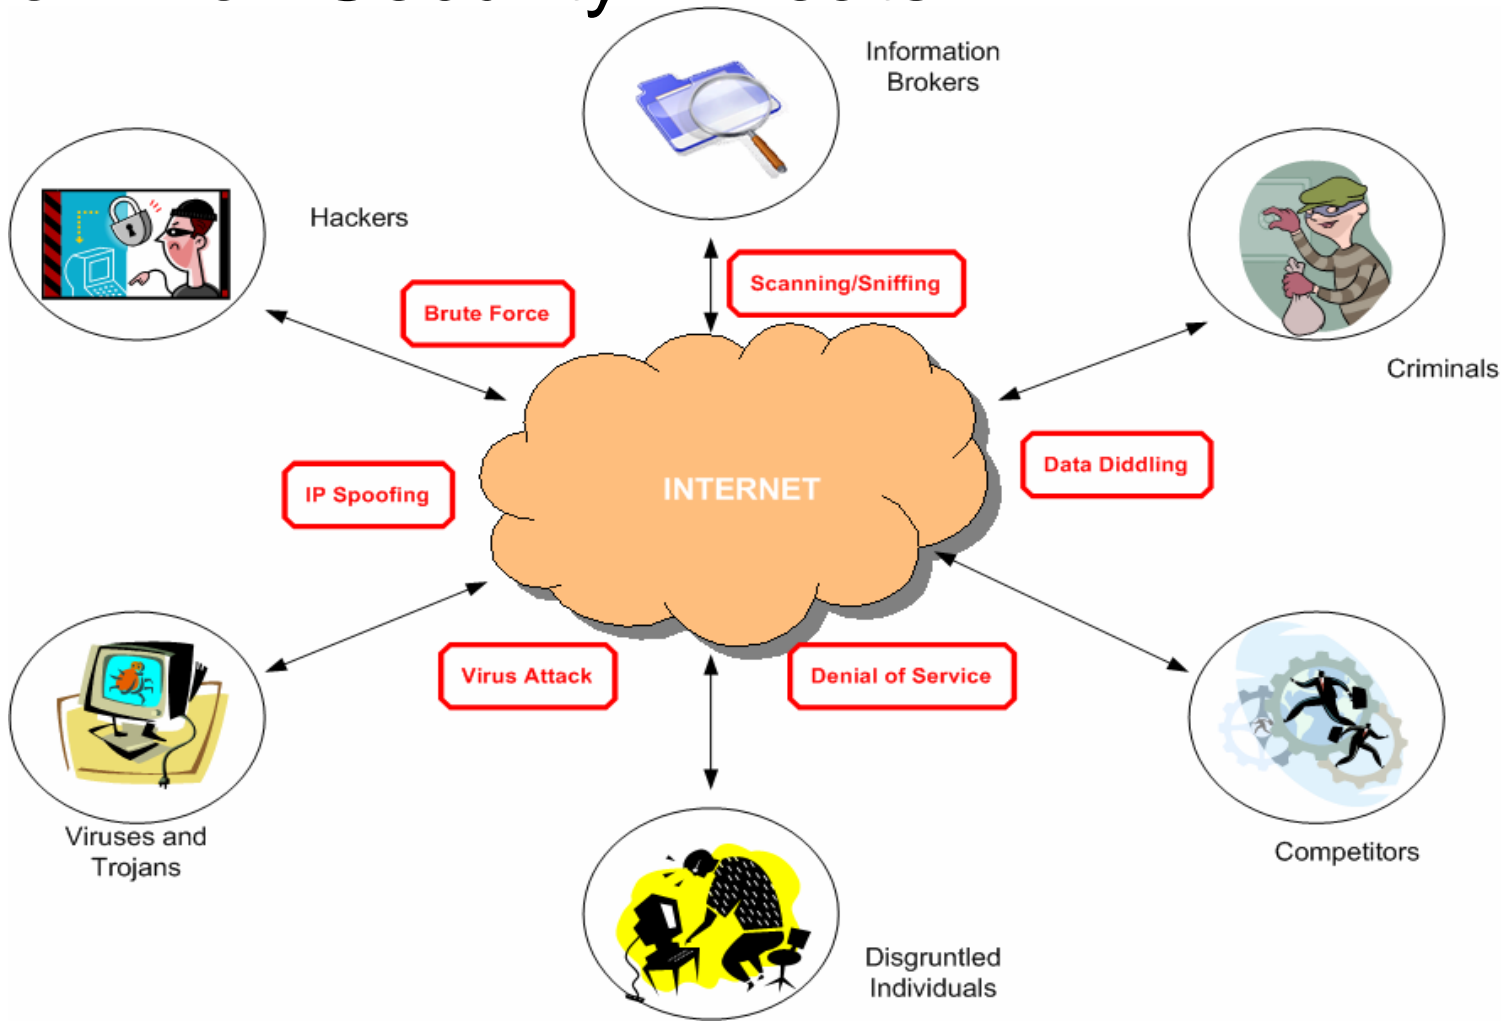 Information
Brokers
Hackers
Scanning/Sniffing
Brute Force
Criminals
Data Diddling
INTERNET
IP Spoofing
Virus Attack
Denial of Service
Viruses and
Trojans
Competitors
Disgruntled
Individuals